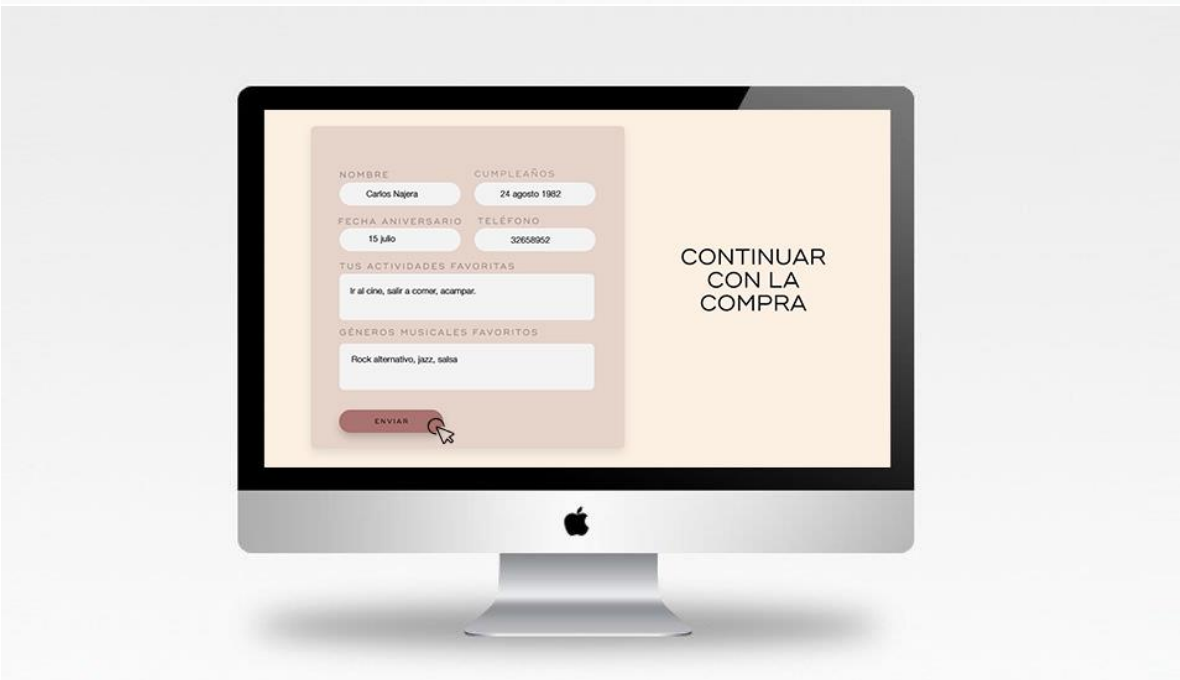 NOMBRE
CUMPLEAÑOS
Carlos Najera
24 agosto 1982
FECHA ANIVERSARIO
TELÉFONO
15 julio
32658952
TUS ACTIVIDADES FAVORITAS
Ir al cine, salir a comer, acampar.
GÉNEROS MUSICALES FAVORITOS
Rock alternativo, jazz, salsa
ENVIAR
CONTINUAR
CON LA
COMPRA